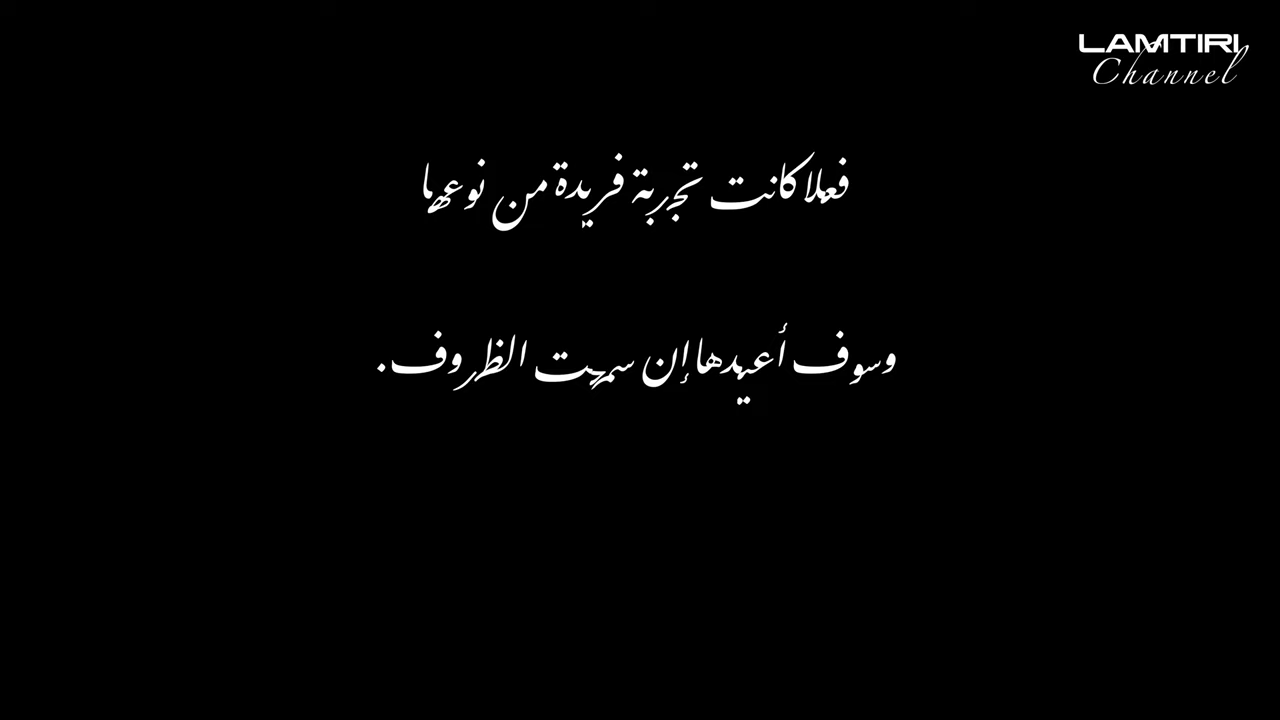 LAMTIRI
Channel
فعلا كانت تجربة فريدة من نوعها
وسوف أعيدها إن سمحت الظروف.